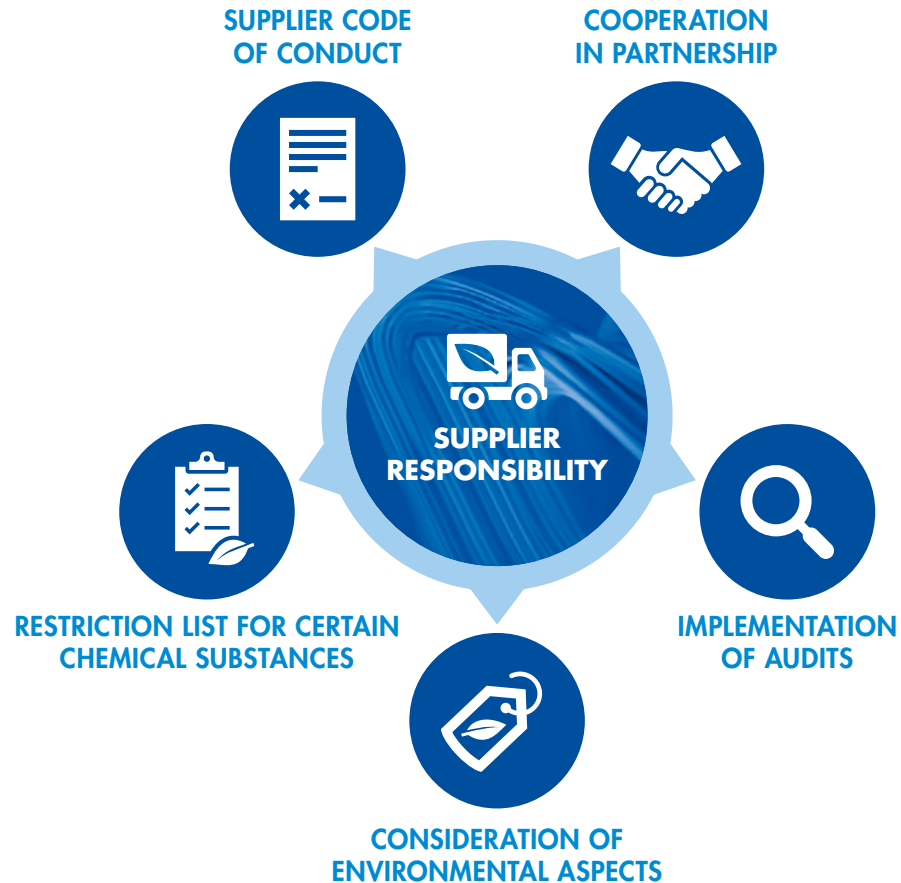 SUPPLIER CODE
OF CONDUCT
COOPERATION
IN PARTNERSHIP
SUPPLIER
RESPONSIBILITY
RESTRICTION LIST FOR CERTAIN
CHEMICAL SUBSTANCES
IMPLEMENTATION
OF AUDITS
CONSIDERATION OF
ENVIRONMENTAL ASPECTS